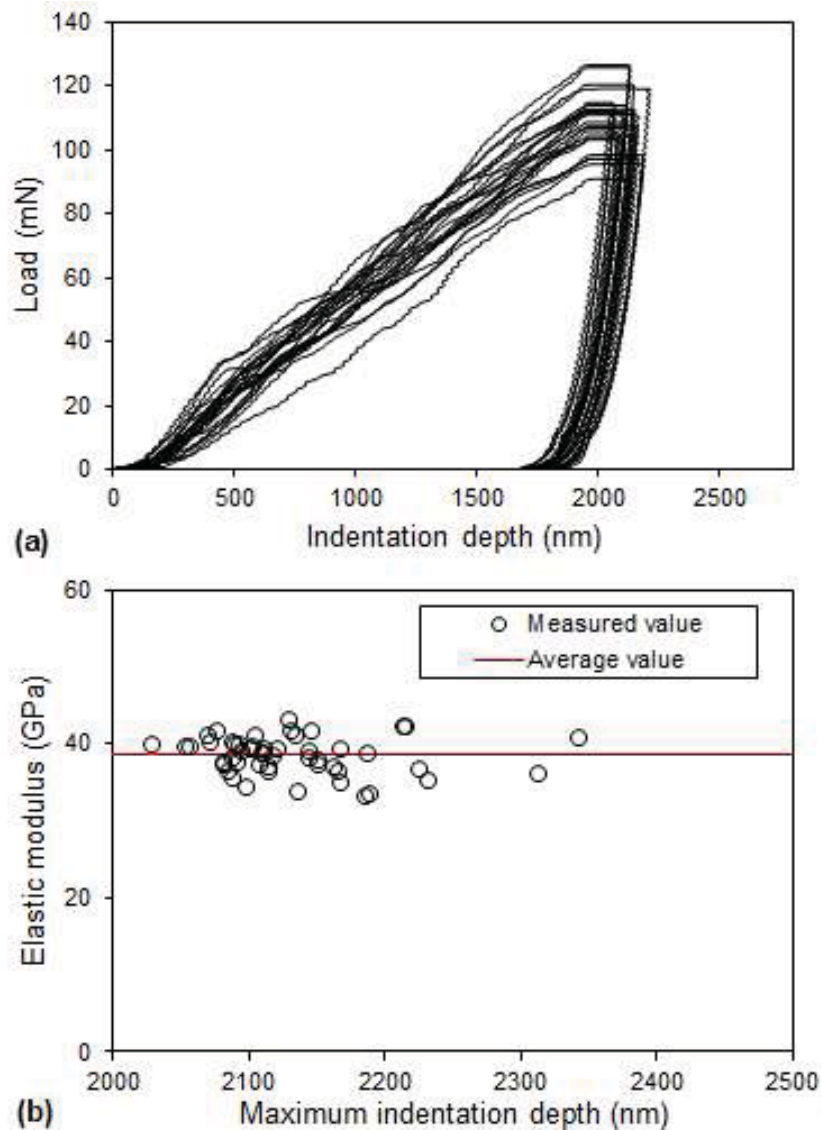 140
120
100
80
60
40
20
0
Load (mN)
0 500 1000 1500 2000 2500
(a) Indentation depth (nm)
60
40
20
0
Elastic modulus (GPa)
Measured value
Average value
2000 2100 2200 2300 2400 2500
(b) Maximum indentation depth (nm)